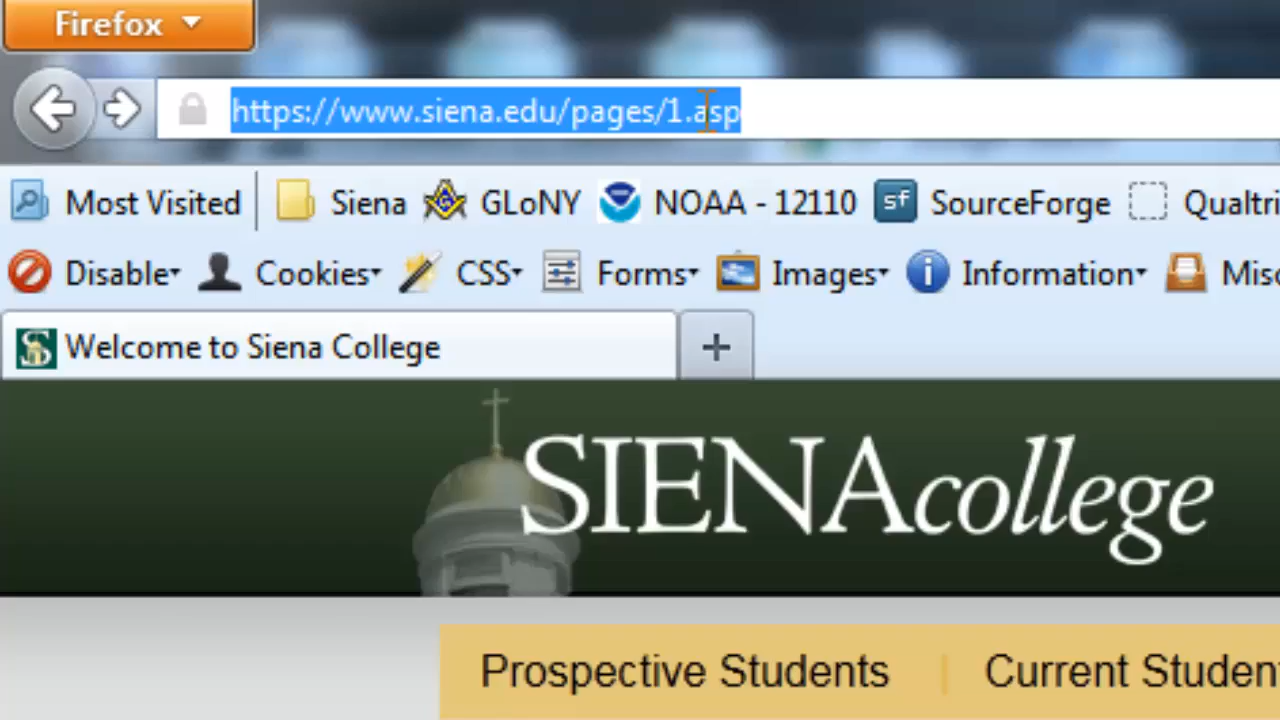 Firefox
https://www.siena.edu/pages/1.asp
Most Visited Siena GLoNY NOAA - 12110 sf SourceForge Qualtri
Disable Cookies CSS Forms Images Information Misc
Welcome to Siena College
SIENAcollege
Prospective Students Current Studen